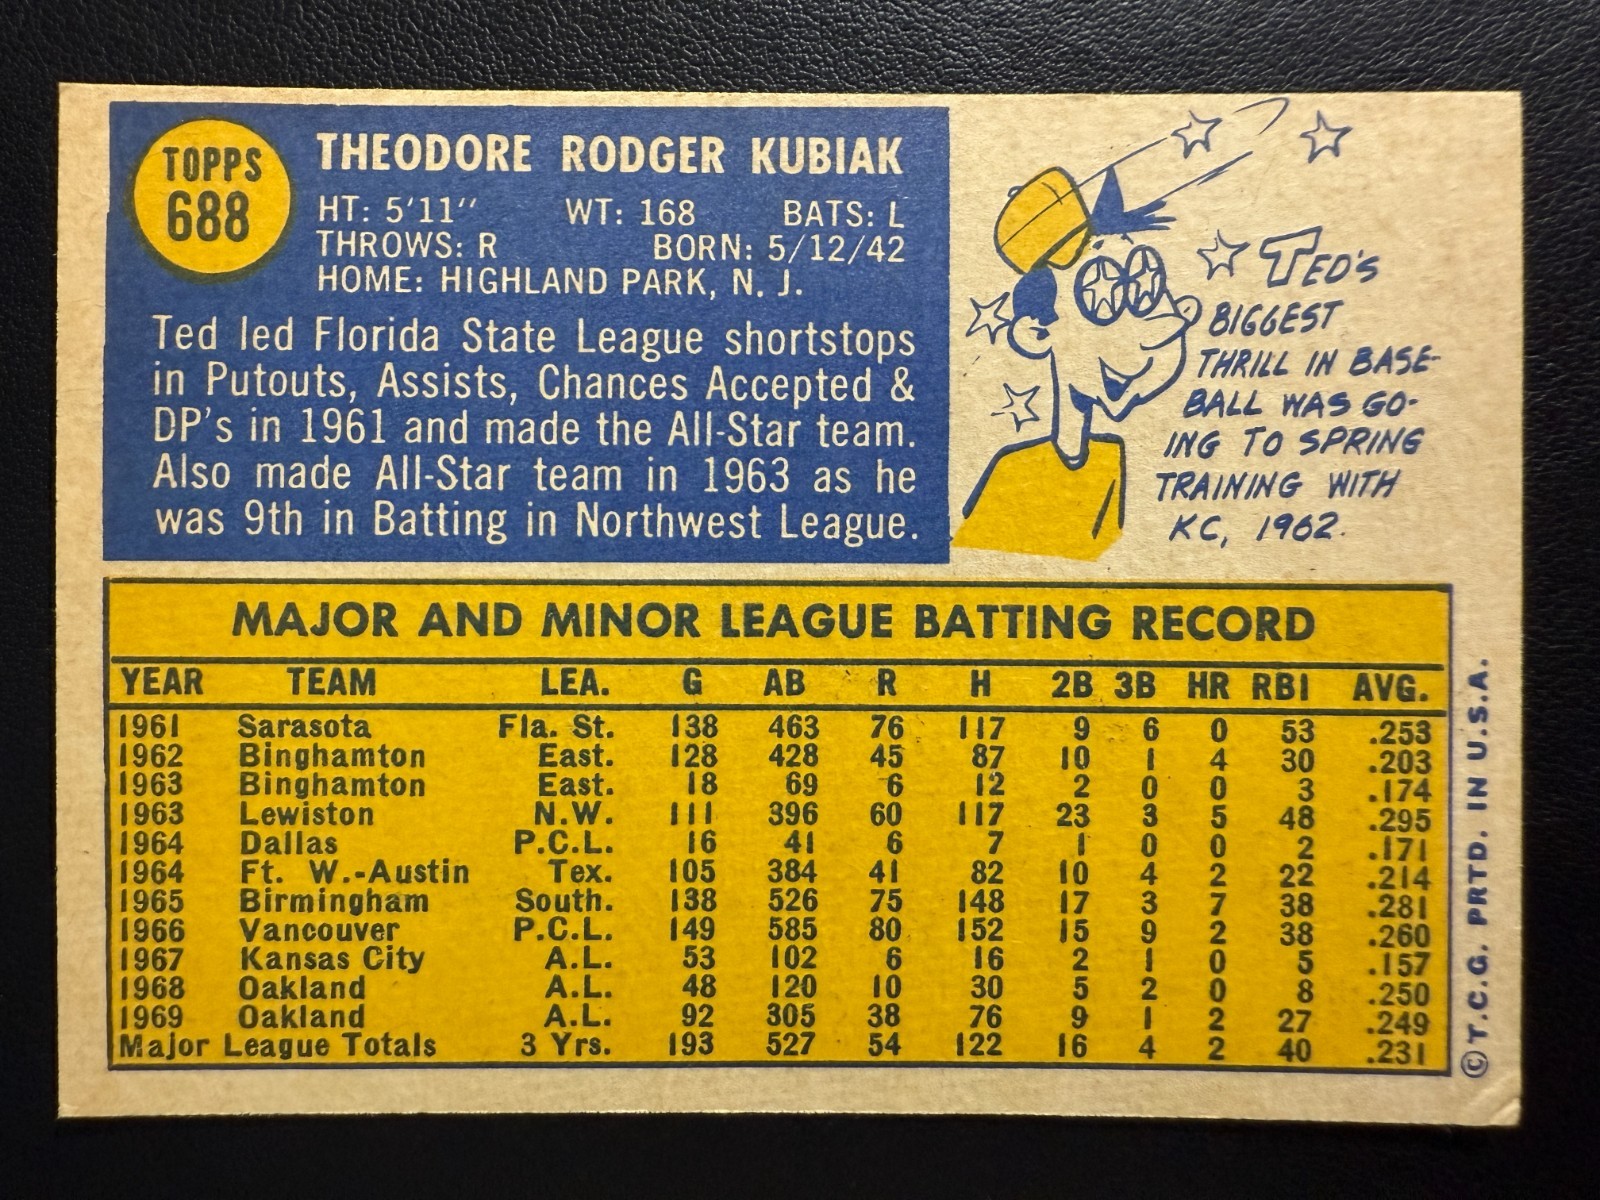 TOPPS
688
THEODORE RODGER KUBIAK
HT: 5'11" WT: 168 BATS: L
THROWS: R BORN: 5/12/42
HOME: HIGHLAND PARK, N. J.
Ted led Florida State League shortstops
in Putouts, Assists, Chances Accepted &
DP's in 1961 and made the All-Star team.
Also made All-Star team in 1963 as he
was 9th in Batting in Northwest League.
TED'S
BIGGEST
THRILL IN BASE-
BALL WAS GO-
ING TO SPRING
TRAINING WITH
KC, 1962.
MAJOR AND MINOR LEAGUE BATTING RECORD
YEAR TEAM LEA. G AB R H 2B 3B HR RBI AVG.
1961 Sarasota Fla. St. 138 463 76 117 9 6 0 53 .253
1962 Binghamton East. 128 428 45 87 10 1 4 30 .203
1963 Binghamton East. 18 69 6 12 2 0 0 3 .174
1963 Lewiston N.W. 111 396 60 117 23 3 5 48 .295
1964 Dallas P.C.L. 16 41 6 7 1 0 0 2 .171
1964 Ft. W.-Austin Tex. 105 384 41 82 10 4 2 22 .214
1965 Birmingham South. 138 526 75 148 17 3 7 38 .281
1966 Vancouver P.C.L. 149 585 80 152 15 9 2 38 .260
1967 Kansas City A.L. 53 102 6 16 2 1 0 5 .157
1968 Oakland A.L. 48 120 10 30 5 2 0 8 .250
1969 Oakland A.L. 92 305 38 76 9 1 2 27 .249
Major League Totals 3 Yrs. 193 527 54 122 16 4 2 40 .231
© T.C.G. PRTD. IN U.S.A.